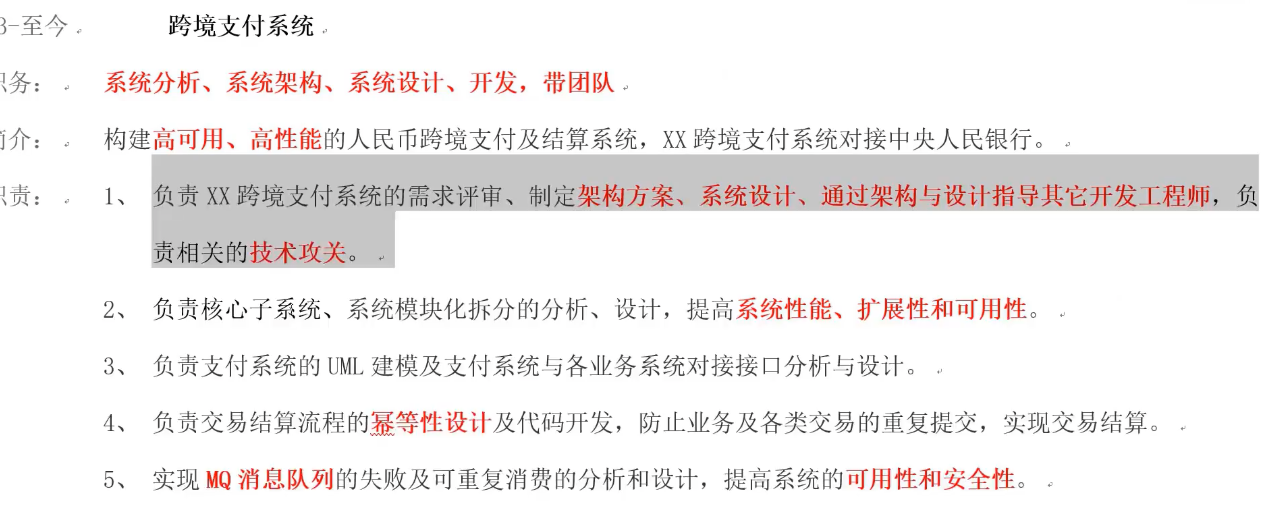 3-至今 跨境支付系统
职务： 系统分析、系统架构、系统设计、开发，带团队
简介： 构建高可用、高性能的人民币跨境支付及结算系统，XX 跨境支付系统对接中央人民银行。
职责： 1、 负责 XX 跨境支付系统的需求评审、制定架构方案、系统设计、通过架构与设计指导其它开发工程师，负
责相关的技术攻关。
2、 负责核心子系统、系统模块化拆分的分析、设计，提高系统性能、扩展性和可用性。
3、 负责支付系统的 UML 建模及支付系统与各业务系统对接接口分析与设计。
4、 负责交易结算流程的幂等性设计及代码开发，防止业务及各类交易的重复提交，实现交易结算。
5、 实现 MQ 消息队列的失败及可重复消费的分析和设计，提高系统的可用性和安全性。